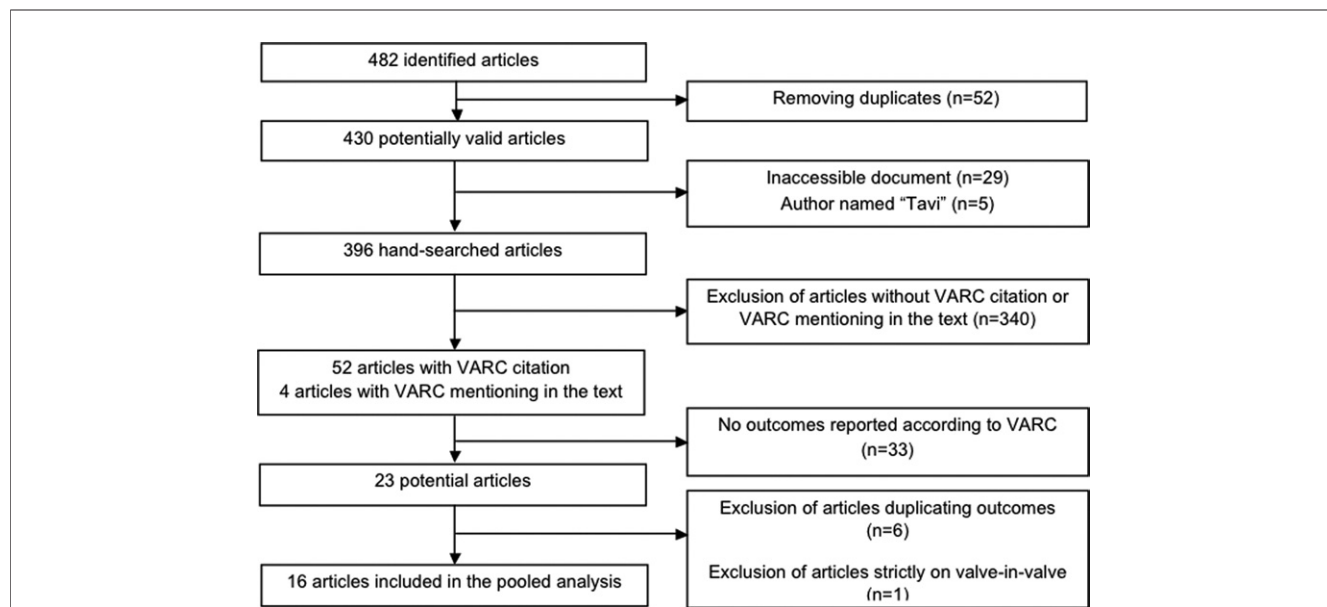 482 identified articles
Removing duplicates (n=52)
430 potentially valid articles
Inaccessible document (n=29)
Author named “Tavi” (n=5)
396 hand-searched articles
Exclusion of articles without VARC citation or
VARC mentioning in the text (n=340)
52 articles with VARC citation
4 articles with VARC mentioning in the text
No outcomes reported according to VARC
(n=33)
23 potential articles
Exclusion of articles duplicating outcomes
(n=6)
16 articles included in the pooled analysis
Exclusion of articles strictly on valve-in-valve
(n=1)